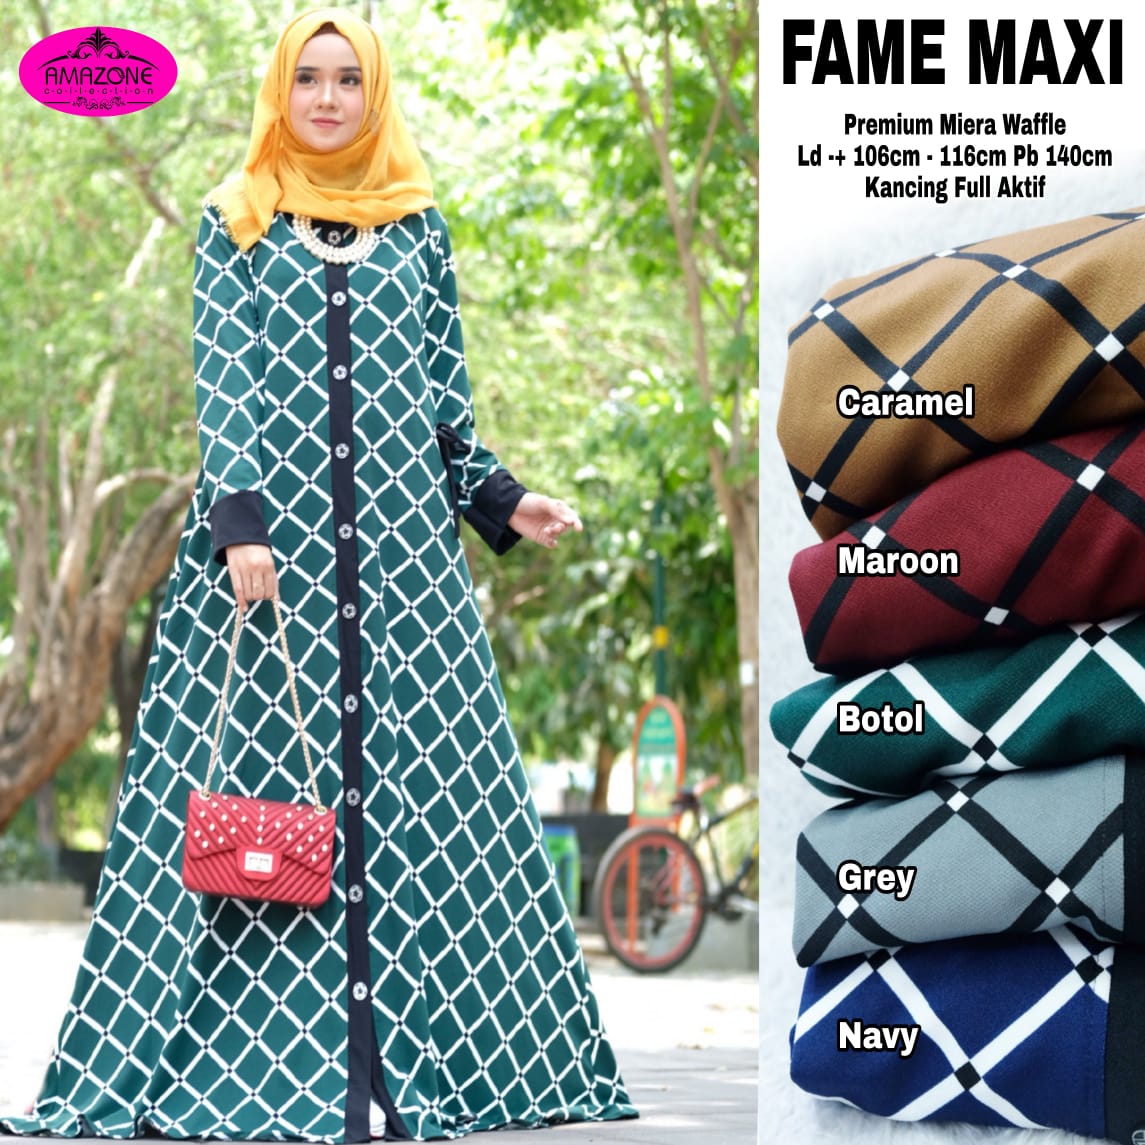 AMAZONE
collection
FAME MAXI
Premium Miera Waffle
Ld -+ 106cm - 116cm Pb 140cm
Kancing Full Aktif
Caramel
Maroon
Botol
Grey
Navy